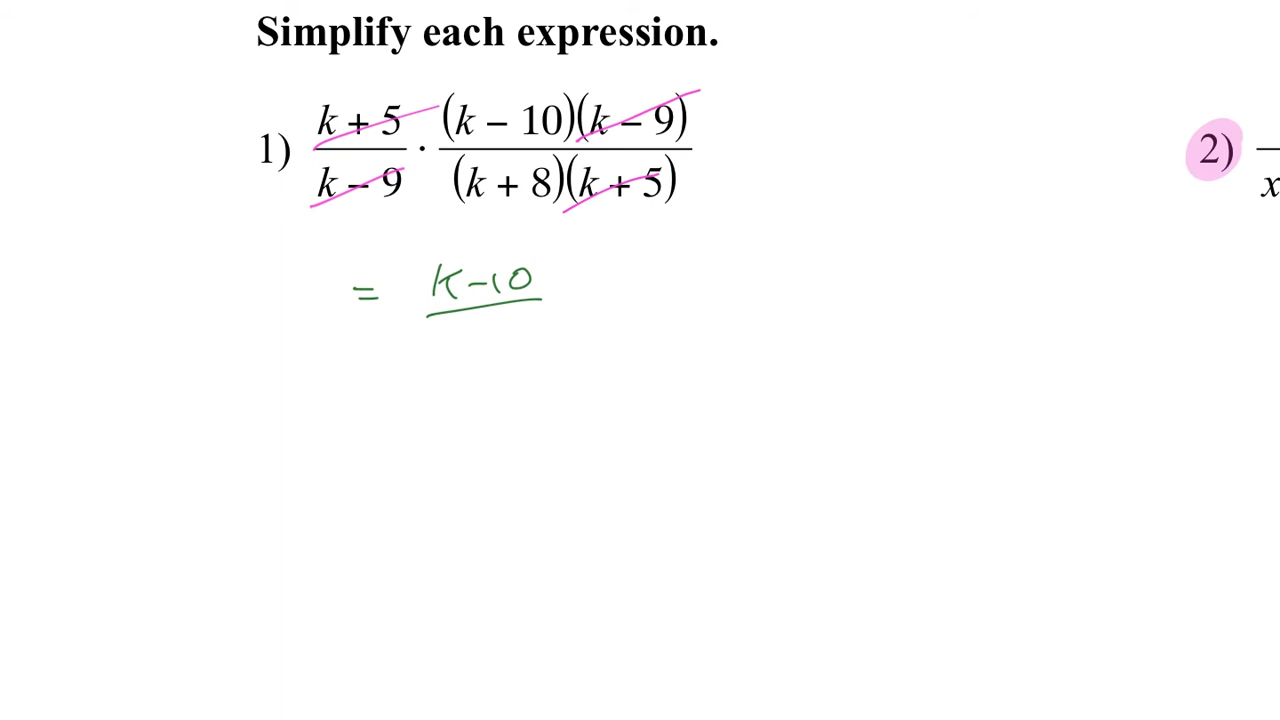 Simplify each expression.
1) k + 5 / k − 9 · (k − 10)(k − 9) / (k + 8)(k + 5)
2) x
= k-10